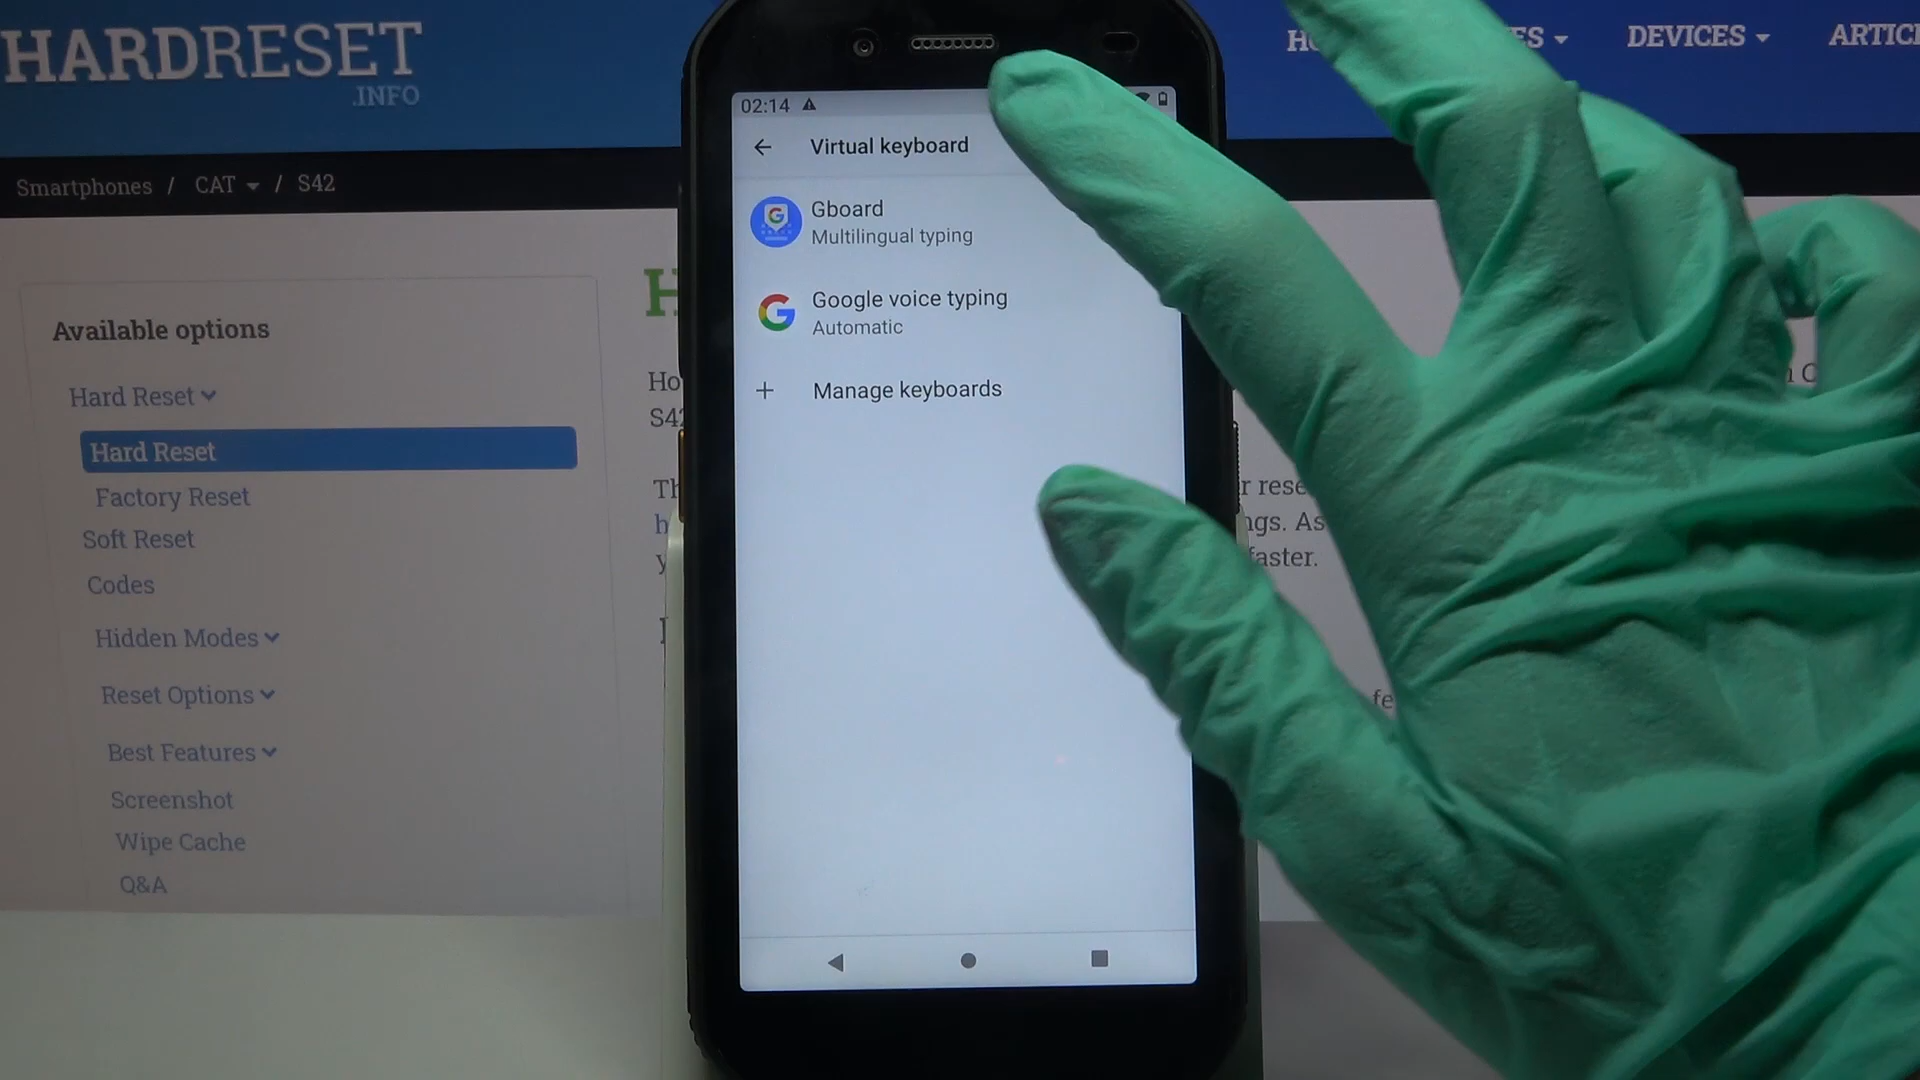 HARDRESET
.INFO
DEVICES
Smartphones / CAT / S42
Available options
Hard Reset
Hard Reset
Factory Reset
Soft Reset
Codes
Hidden Modes
Reset Options
Best Features
Screenshot
Wipe Cache
Q&A
02:14
Virtual keyboard
Gboard
Multilingual typing
Google voice typing
Automatic
Manage keyboards
faster.